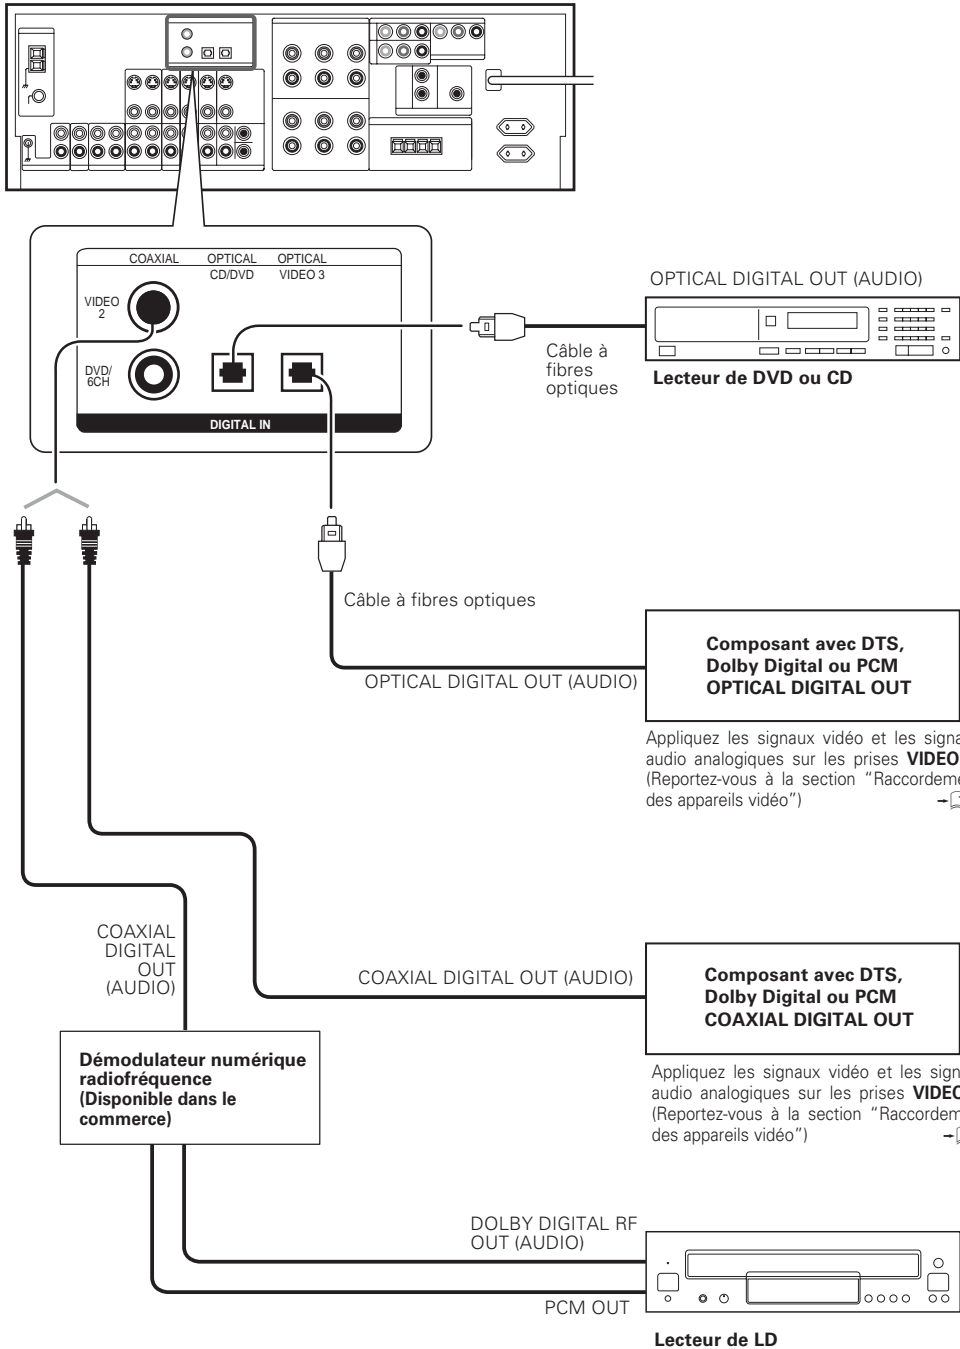 COAXIAL OPTICAL OPTICAL
CD/DVD VIDEO 3
VIDEO
2
DVD/
6CH
DIGITAL IN
OPTICAL DIGITAL OUT (AUDIO)
Câble à
fibres
optiques
Lecteur de DVD ou CD
Câble à fibres optiques
OPTICAL DIGITAL OUT (AUDIO)
Composant avec DTS,
Dolby Digital ou PCM
OPTICAL DIGITAL OUT
Appliquez les signaux vidéo et les
audio analogiques sur les prises VIDEO
(Reportez-vous à la section “
des appareils vidéo”)
COAXIAL
DIGITAL
OUT
(AUDIO)
COAXIAL DIGITAL OUT (AUDIO)
Composant avec DTS,
Dolby Digital ou PCM
COAXIAL DIGITAL OUT
Appliquez les signaux vidéo et les
audio analogiques sur les prises VIDEO
(Reportez-vous à la section “
des appareils vidéo”)
Démodulateur numérique
radiofréquence
(Disponible dans le
commerce)
DOLBY DIGITAL RF
OUT (AUDIO)
PCM OUT
Lecteur de LD